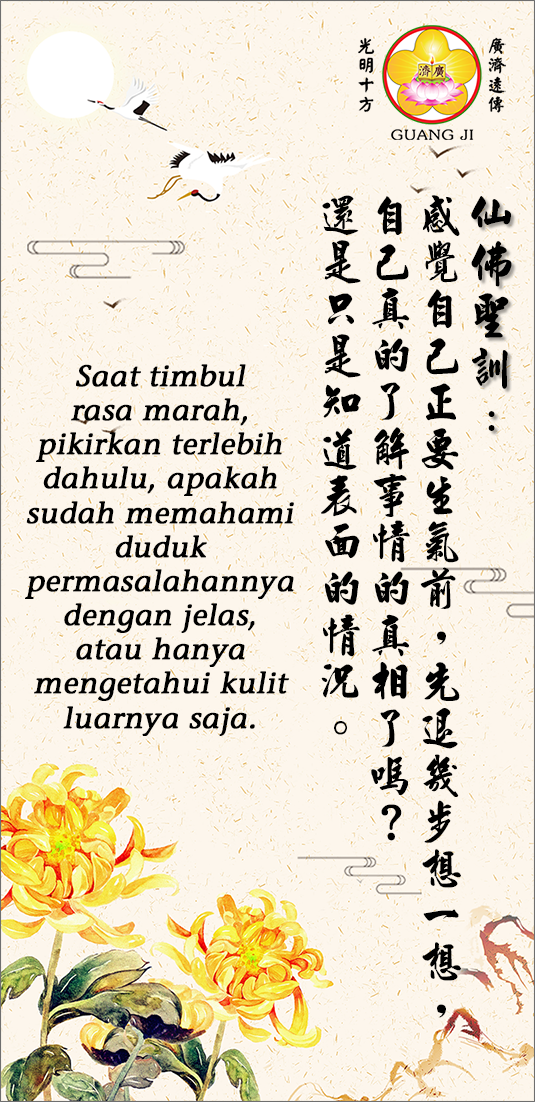 光明十方
廣濟遠傳
濟廣
GUANG JI
仙佛聖訓：
感覺自己正要生氣前，先退幾步想一想，
自己真的了解事情的真相了嗎？
還是只是知道表面的情況。
Saat timbul
rasa marah,
pikirkan terlebih
dahulu, apakah
sudah memahami
duduk
permasalahannya
dengan jelas,
atau hanya
mengetahui kulit
luarnya saja.